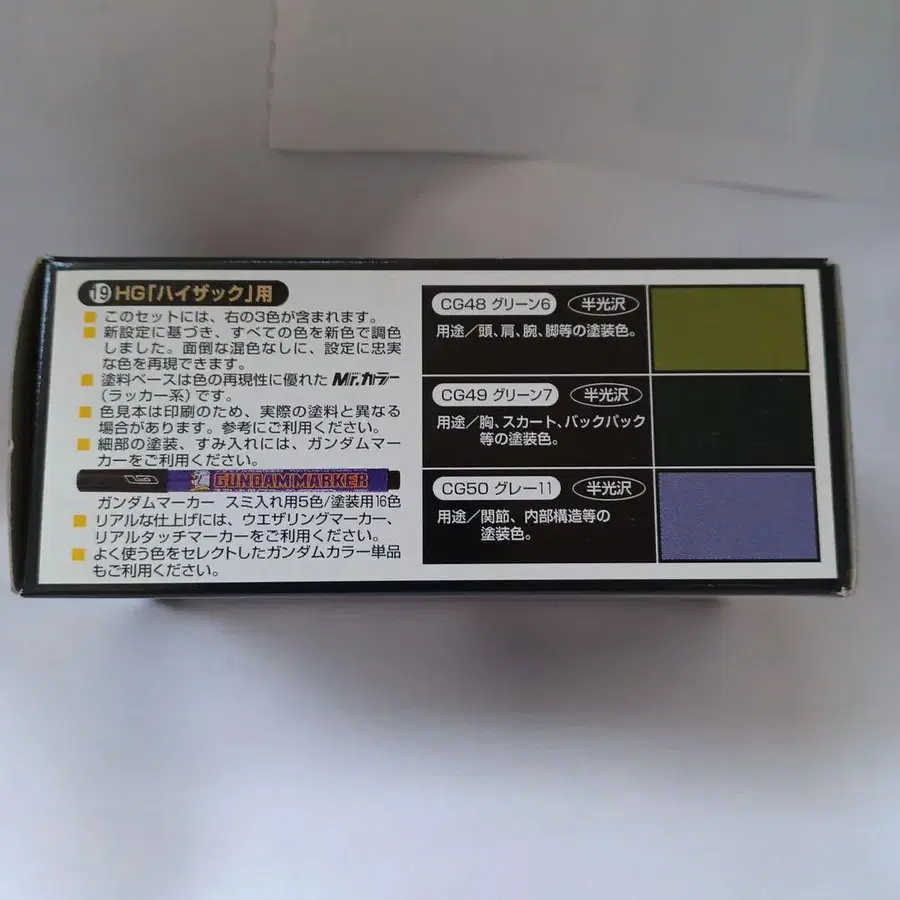 19 HG「ハイザック」用
このセットには、右の3色が含まれます。
新設定に基づき、すべての色を新色で調色
しました。面倒な混色なしに、設定に忠実
な色を再現できます。
塗料ベースは色の再現性に優れた Mr.カラー
（ラッカー系）です。
色見本は印刷のため、実際の塗料と異なる
場合があります。参考にご利用ください。
細部の塗装、すみ入れには、ガンダムマー
カーをご利用ください。
GUNDAM MARKER
ガンダムマーカー スミ入れ用5色/塗装用16色
リアルな仕上げには、ウエザリングマーカー、
リアルタッチマーカーをご利用ください。
よく使う色をセレクトしたガンダムカラー単品
もご利用ください。
CG48 グリーン6 半光沢
用途／頭、肩、腕、脚等の塗装色。
CG49 グリーン7 半光沢
用途／胸、スカート、バックパック
等の塗装色。
CG50 グレー11 半光沢
用途／関節、内部構造等の
塗装色。